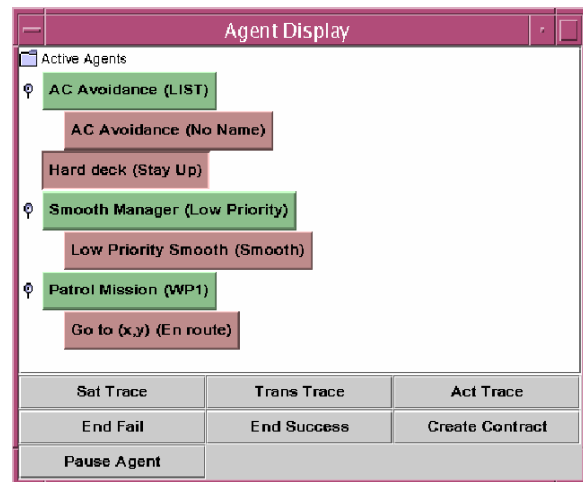 Agent Display
Active Agents
AC Avoidance (LIST)
AC Avoidance (No Name)
Hard deck (Stay Up)
Smooth Manager (Low Priority)
Low Priority Smooth (Smooth)
Patrol Mission (WP1)
Go to (x,y) (En route)
Sat Trace Trans Trace Act Trace
End Fail End Success Create Contract
Pause Agent